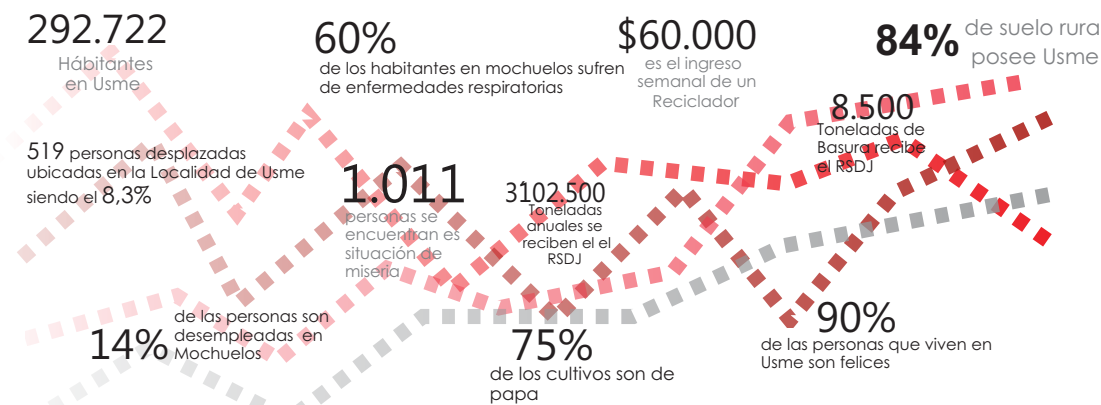 292.722
Hábitantes
en Usme
60%
de los habitantes en mochuelos sufren
de enfermedades respiratorias
$60.000
es el ingreso
semanal de un
Reciclador
84% de suelo rura
posee Usme
519 personas desplazadas
ubicadas en la Localidad de Usme
siendo el 8,3%
1.011
personas se
encuentran es
situación de
miseria
3102.500
Toneladas
anuales se
reciben el el
RSDJ
8.500
Toneladas de
Basura recibe
el RSDJ
14% de las personas son
desempleadas en
Mochuelos
75%
de los cultivos son de
papa
90%
de las personas que viven en
Usme son felices